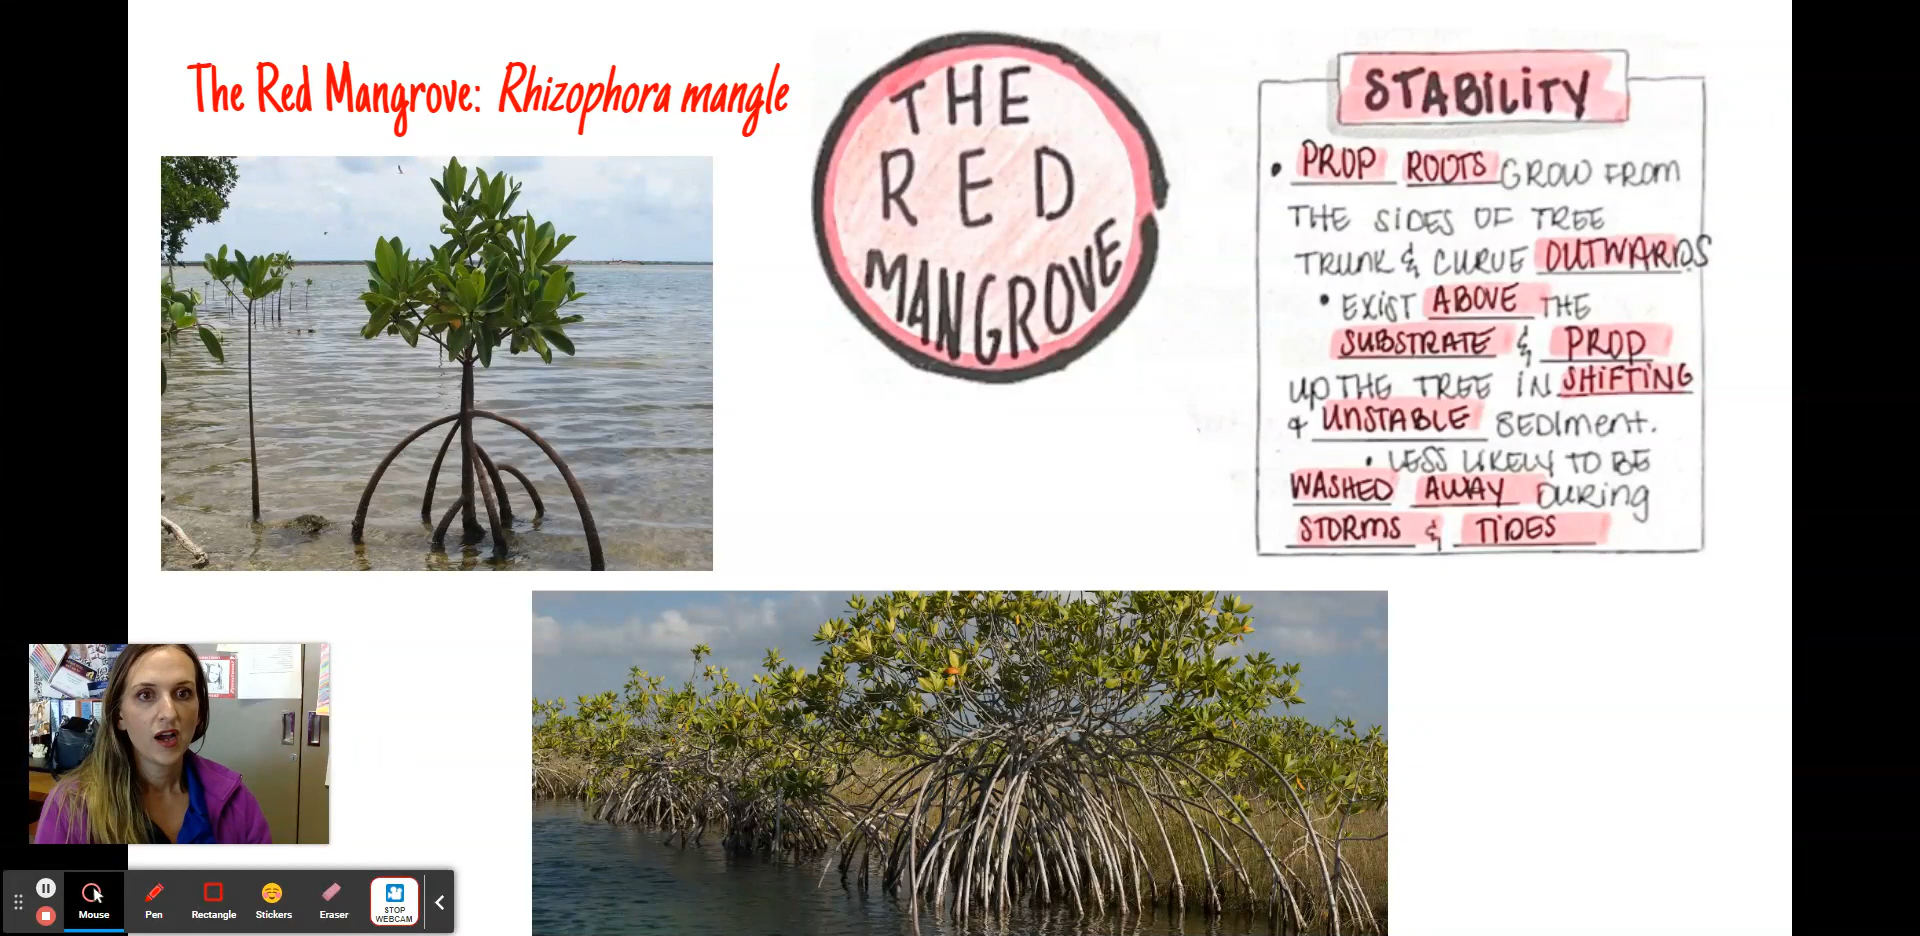 The Red Mangrove: Rhizophora mangle
THE
RED
MANGROVE
STABILITY
• PROP ROOTS GROW FROM
THE SIDES OF TREE
TRUNK & CURVE OUTWARDS.
• EXIST ABOVE THE
SUBSTRATE & PROP
UP THE TREE IN SHIFTING
& UNSTABLE SEDIMENT.
• LESS LIKELY TO BE
WASHED AWAY DURING
STORMS & TIDES
Mouse
Pen
Rectangle
Stickers
Eraser
STOP
WEBCAM